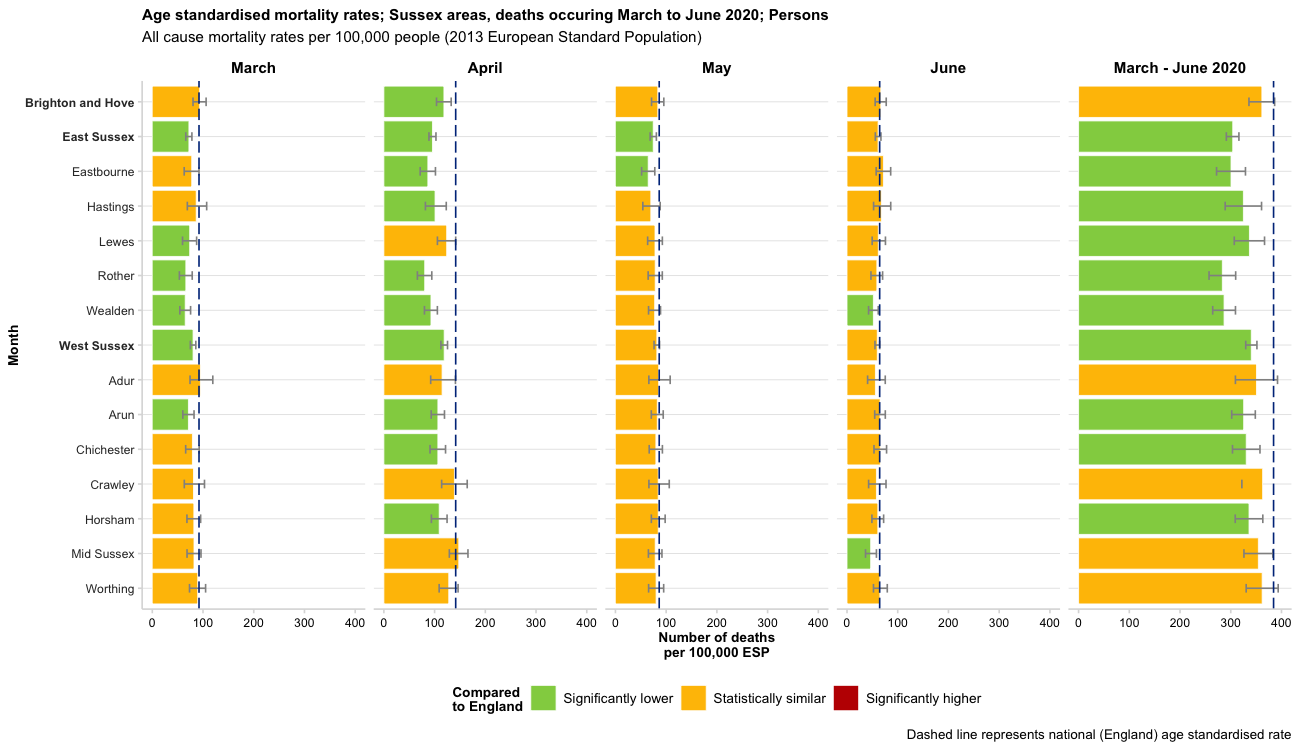 Age standardised mortality rates; Sussex areas, deaths occuring March to June 2020; Persons
All cause mortality rates per 100,000 people (2013 European Standard Population)
March
April
May
June
March - June 2020
Month
Brighton and Hove
East Sussex
Eastbourne
Hastings
Lewes
Rother
Wealden
West Sussex
Adur
Arun
Chichester
Crawley
Horsham
Mid Sussex
Worthing
0 100 200 300 400
0 100 200 300 400
0 100 200 300 400
0 100 200 300 400
0 100 200 300 400
Number of deaths
per 100,000 ESP
Compared
to England
Significantly lower
Statistically similar
Significantly higher
Dashed line represents national (England) age standardised rate